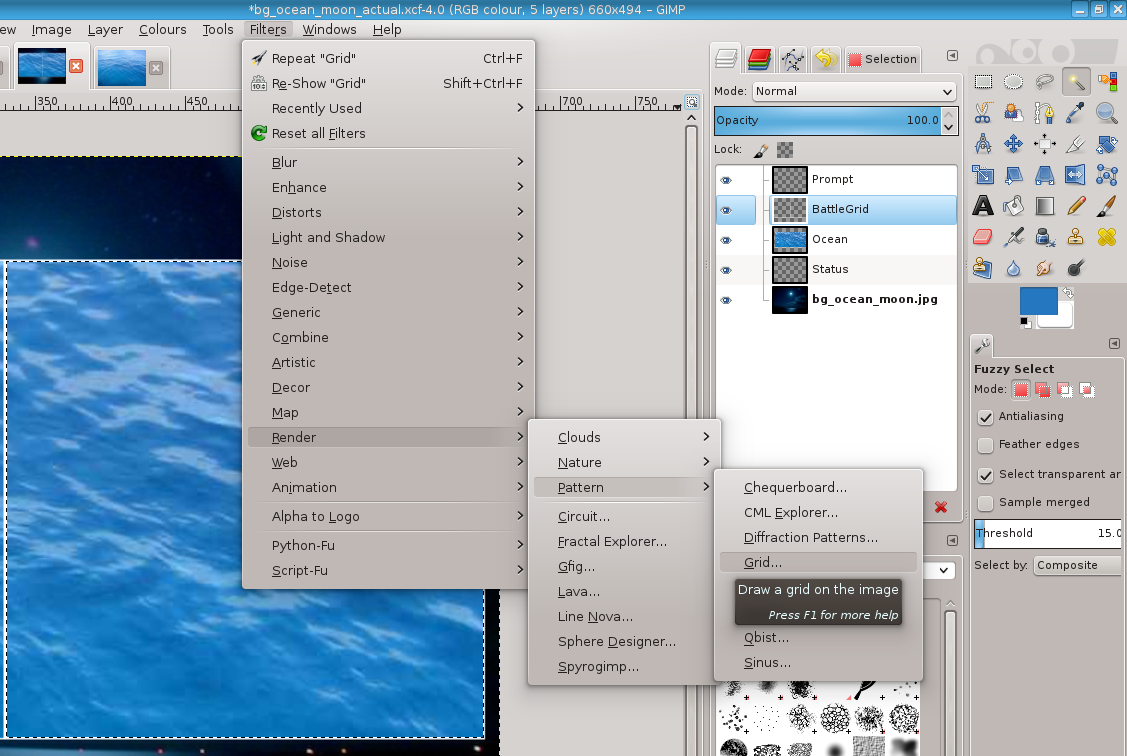 *bg_ocean_moon_actual.xcf-4.0 (RGB colour, 5 layers) 660x494 – GIMP
ew Image Layer Colours Tools Filters Windows Help
350 400 450 700 750
Repeat "Grid" Ctrl+F
Re-Show "Grid" Shift+Ctrl+F
Recently Used
Reset all Filters
Blur
Enhance
Distorts
Light and Shadow
Noise
Edge-Detect
Generic
Combine
Artistic
Decor
Map
Render
Web
Animation
Alpha to Logo
Python-Fu
Script-Fu
Clouds
Nature
Pattern
Circuit...
Fractal Explorer...
Gfig...
Lava...
Line Nova...
Sphere Designer...
Spyrogimp...
Chequerboard...
CML Explorer...
Diffraction Patterns...
Grid...
Draw a grid on the image
Press F1 for more help
Qbist...
Sinus...
Selection
Mode: Normal
Opacity 100.0
Lock:
Prompt
BattleGrid
Ocean
Status
bg_ocean_moon.jpg
Fuzzy Select
Mode:
Antialiasing
Feather edges
Select transparent ar
Sample merged
Threshold 15.0
Select by: Composite